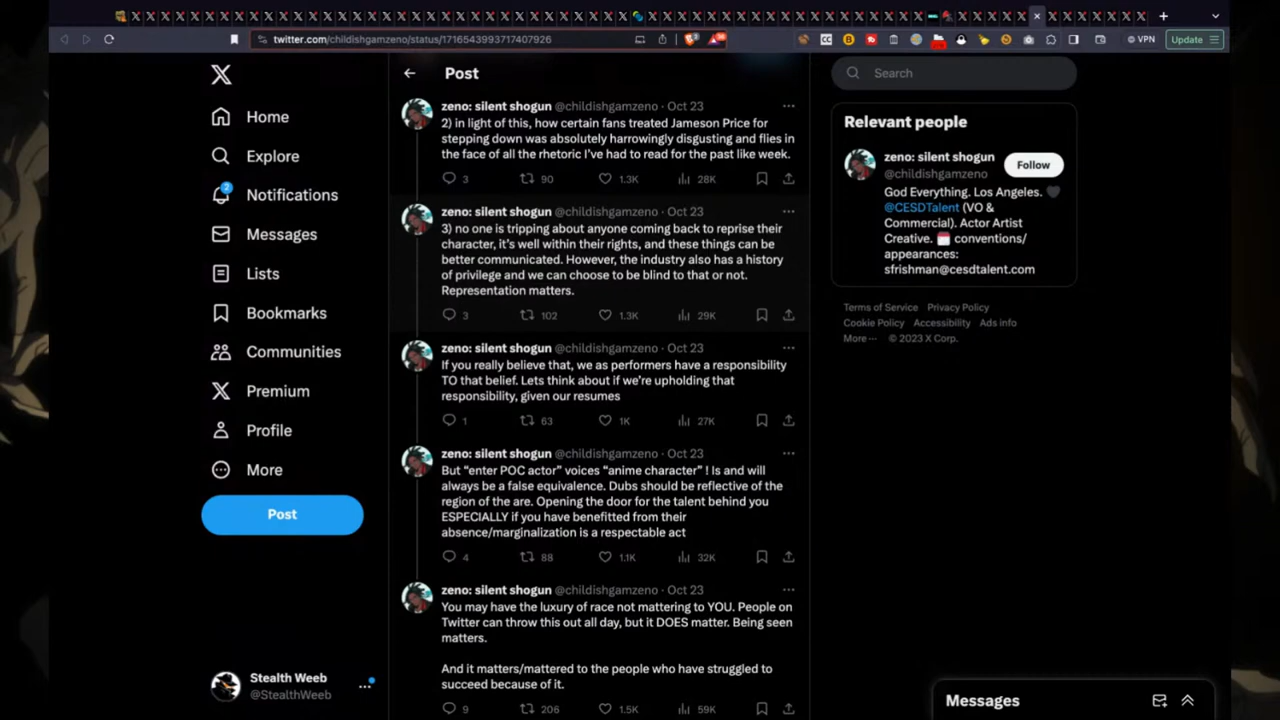 twitter.com/childishgamzeno/status/1716543993717407926
VPN
Update
Home
Explore
2
Notifications
Messages
Lists
Bookmarks
Communities
Premium
Profile
More
Post
Stealth Weeb
@StealthWeeb
Post
zeno: silent shogun @childishgamzeno · Oct 23
2) in light of this, how certain fans treated Jameson Price for
stepping down was absolutely harrowingly disgusting and flies in
the face of all the rhetoric I've had to read for the past like week.
3 90 1.3K 28K
zeno: silent shogun @childishgamzeno · Oct 23
3) no one is tripping about anyone coming back to reprise their
character, it's well within their rights, and these things can be
better communicated. However, the industry also has a history
of privilege and we can choose to be blind to that or not.
Representation matters.
3 102 1.3K 29K
zeno: silent shogun @childishgamzeno · Oct 23
If you really believe that, we as performers have a responsibility
TO that belief. Lets think about if we're upholding that
responsibility, given our resumes
1 63 1K 27K
zeno: silent shogun @childishgamzeno · Oct 23
But "enter POC actor" voices "anime character" ! Is and will
always be a false equivalence. Dubs should be reflective of the
region of the are. Opening the door for the talent behind you
ESPECIALLY if you have benefitted from their
absence/marginalization is a respectable act
4 88 1.1K 32K
zeno: silent shogun @childishgamzeno · Oct 23
You may have the luxury of race not mattering to YOU. People on
Twitter can throw this out all day, but it DOES matter. Being seen
matters.
And it matters/mattered to the people who have struggled to
succeed because of it.
9 206 1.5K 59K
Search
Relevant people
zeno: silent shogun
@childishgamzeno
Follow
God Everything. Los Angeles.
@CESDTalent (VO &
Commercial). Actor Artist
Creative. conventions/
appearances:
sfrishman@cesdtalent.com
Terms of Service Privacy Policy
Cookie Policy Accessibility Ads info
More ··· © 2023 X Corp.
Messages